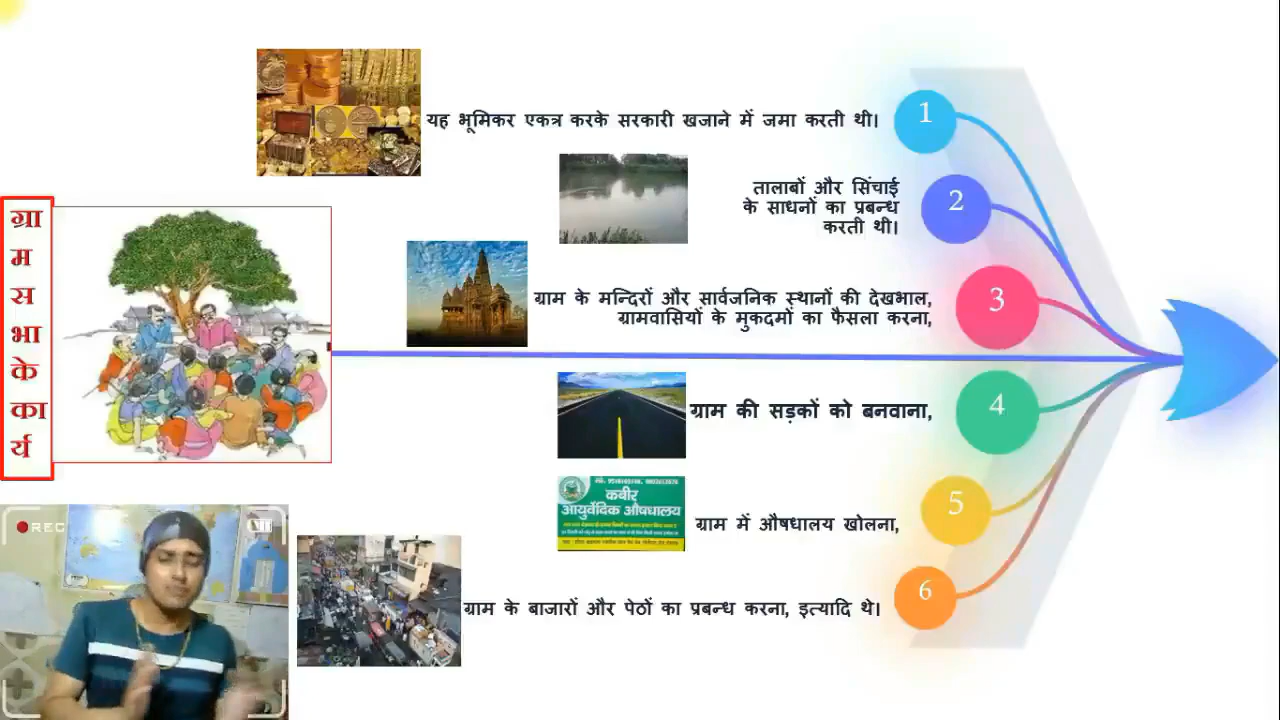 यह भूमिकर एकत्र करके सरकारी खजाने में जमा करती थी।
1
तालाबों और सिंचाई
के साधनों का प्रबन्ध
करती थी।
2
ग्राम के मन्दिरों और सार्वजनिक स्थानों की देखभाल,
ग्रामवासियों के मुकदमों का फैसला करना,
3
ग्रा
म
स
भा
के
का
र्य
ग्राम की सड़कों को बनवाना,
4
कबीर
आयुर्वेदिक औषधालय
ग्राम में औषधालय खोलना,
5
ग्राम के बाजारों और पेठों का प्रबन्ध करना, इत्यादि थे।
6
REC